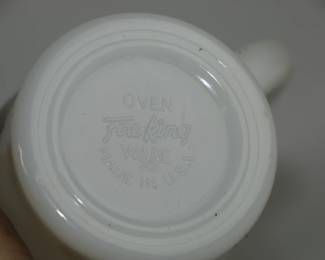 OVEN
Fire-King
WARE
MADE IN U.S.A.